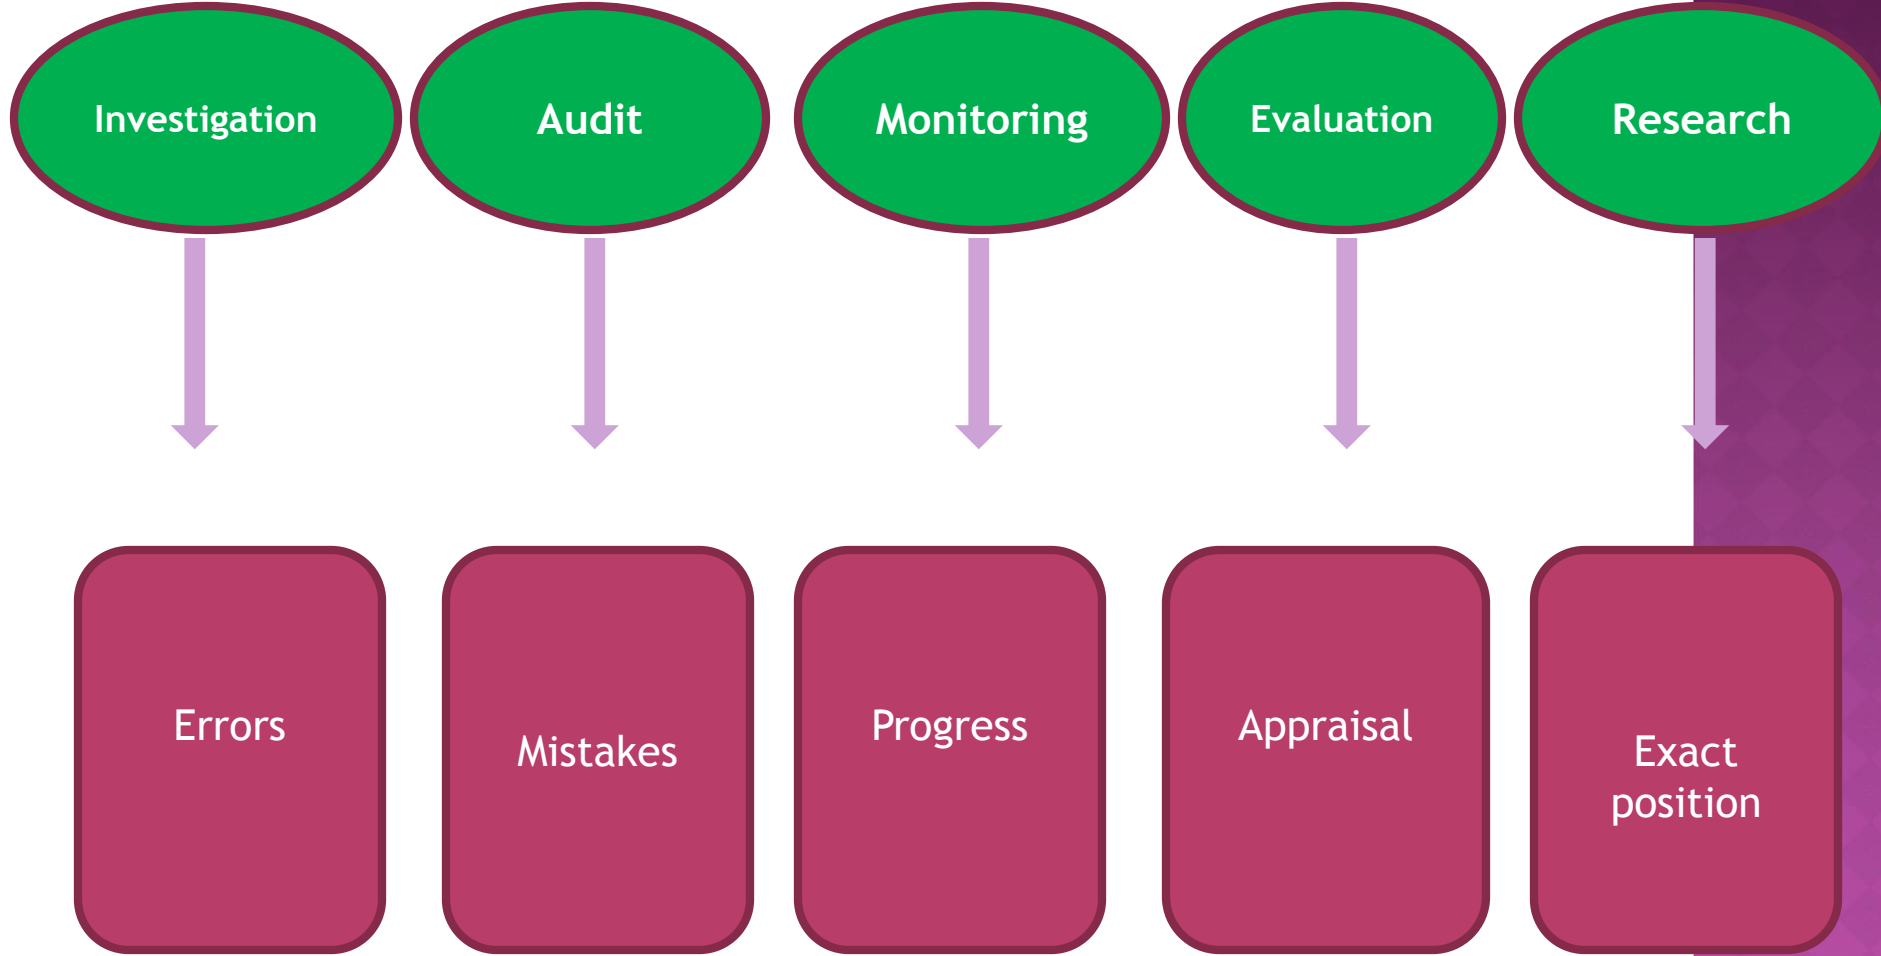 Investigation
Audit
Monitoring
Evaluation
Research
Errors
Mistakes
Progress
Appraisal
Exact
position